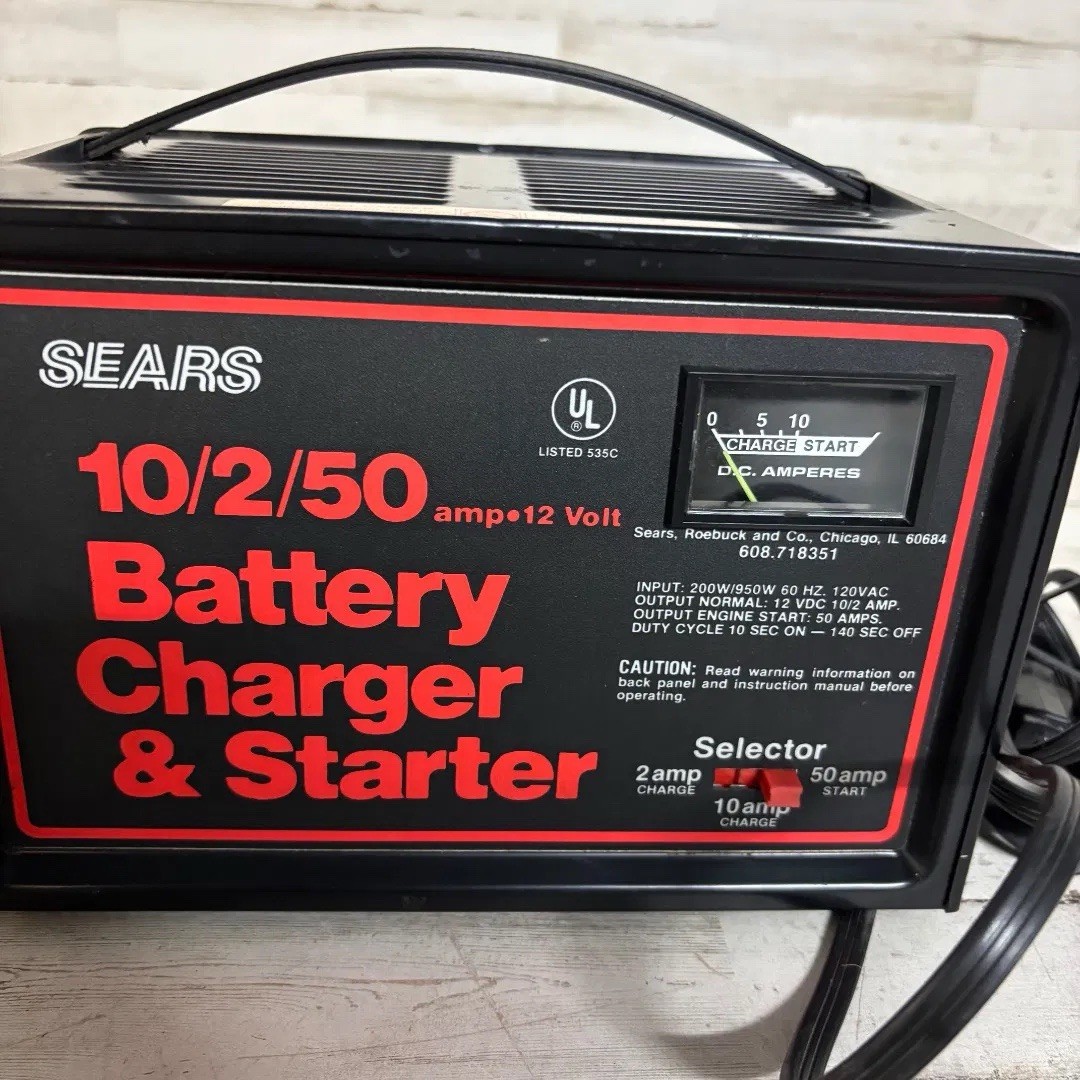 SEARS
10/2/50 amp•12 Volt
Battery
Charger
& Starter
UL
®
LISTED 535C
0 5 10
CHARGE START
D.C. AMPERES
Sears, Roebuck and Co., Chicago, IL 60684
608.718351
INPUT: 200W/950W 60 HZ. 120VAC
OUTPUT NORMAL: 12 VDC 10/2 AMP.
OUTPUT ENGINE START: 50 AMPS.
DUTY CYCLE 10 SEC ON — 140 SEC OFF
CAUTION: Read warning information on
back panel and instruction manual before
operating.
Selector
2 amp 50 amp
CHARGE START
10 amp
CHARGE